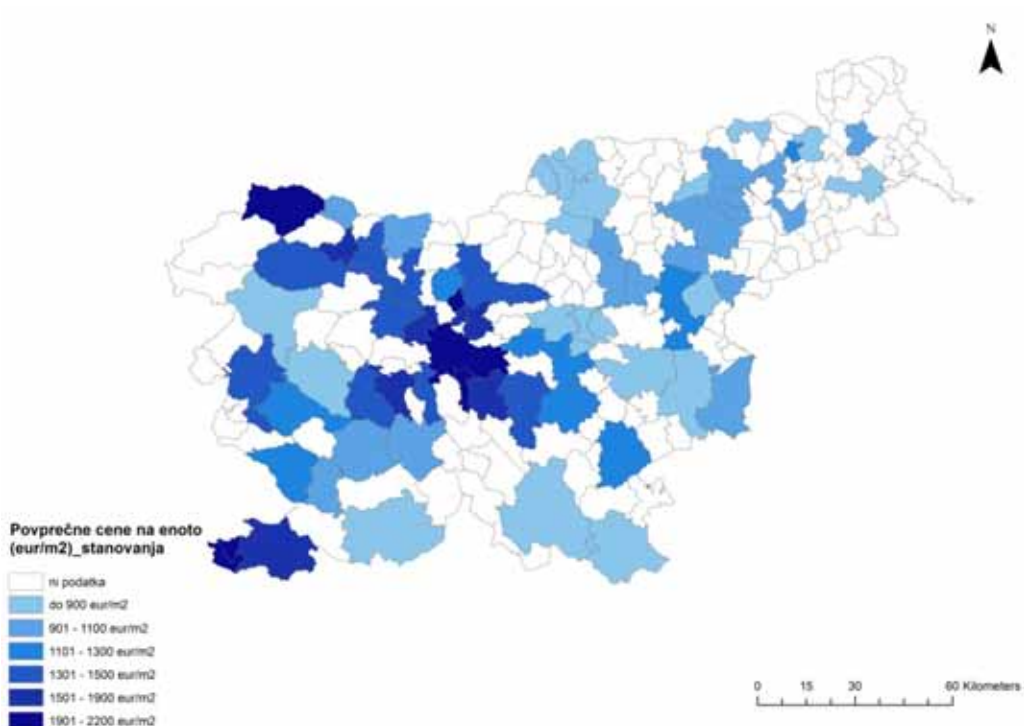 N
Povprečne cene na enoto
(eur/m2)_stanovanja
ni podatka
do 900 eur/m2
901 - 1100 eur/m2
1101 - 1300 eur/m2
1301 - 1500 eur/m2
1501 - 1900 eur/m2
1901 - 2200 eur/m2
0 15 30 60 Kilometers